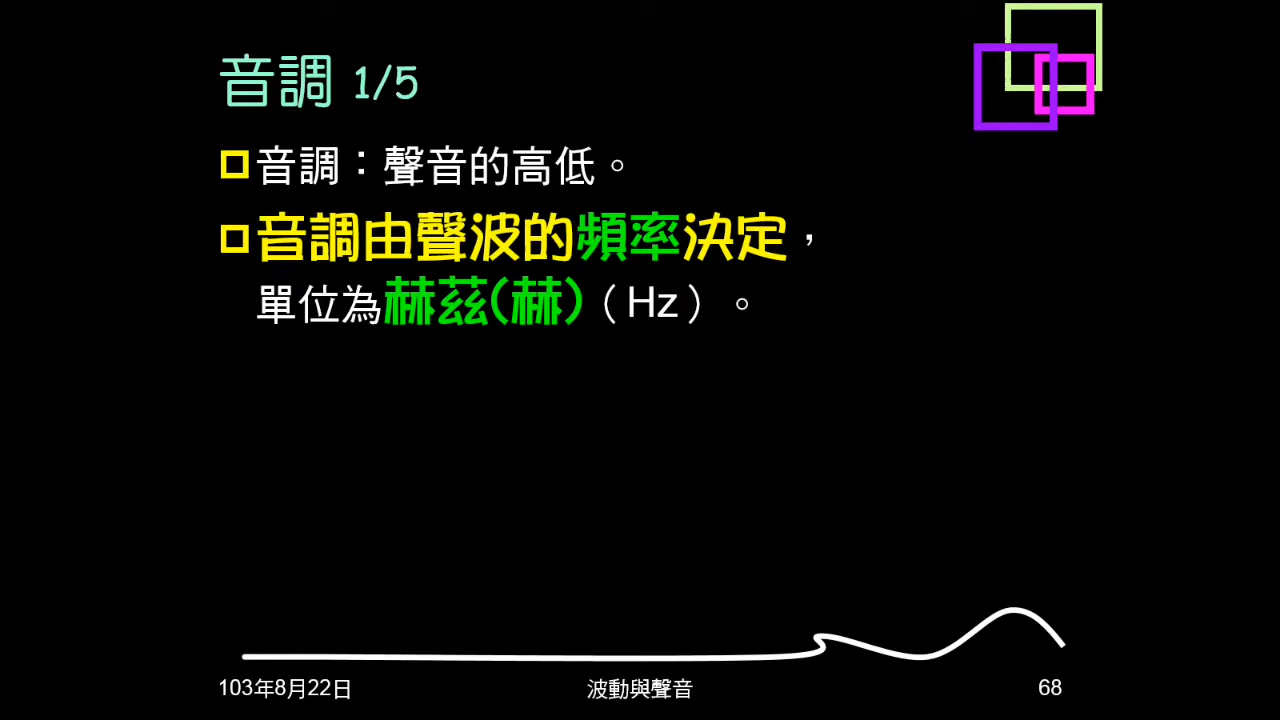 音調 1/5
音調：聲音的高低。
音調由聲波的頻率決定，
單位為赫茲(赫)（Hz）。
103年8月22日
波動與聲音
68